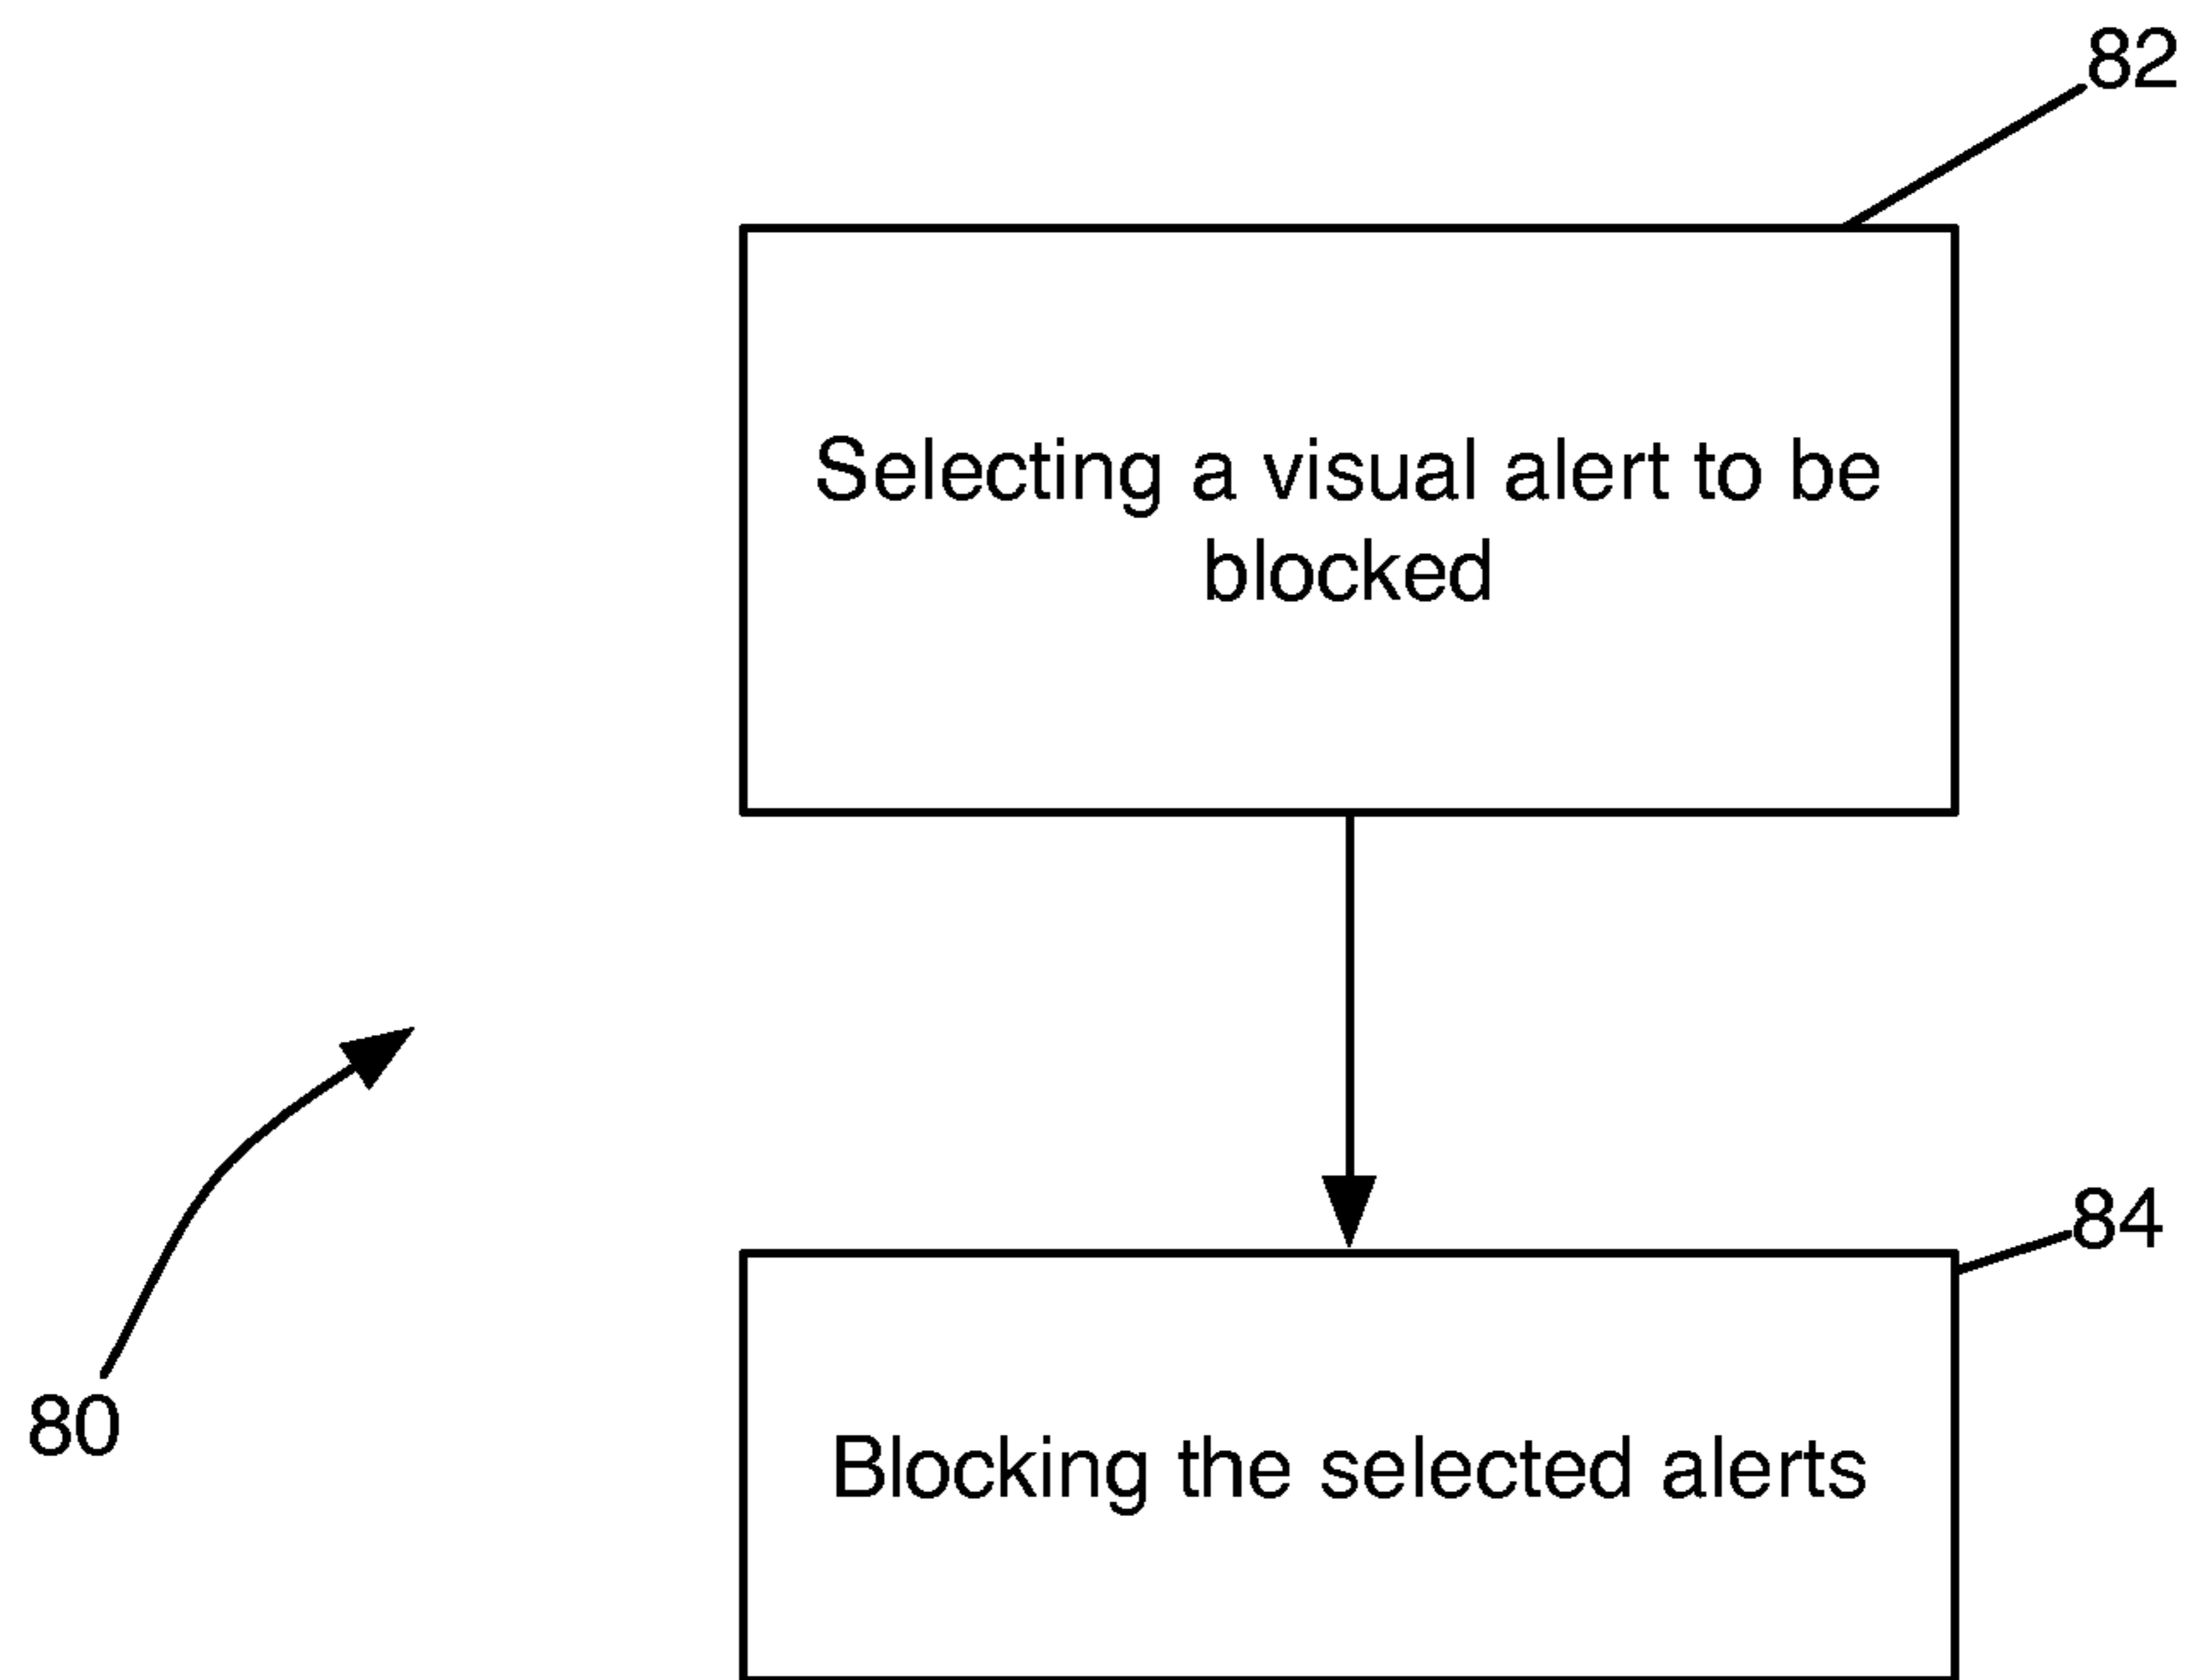 82
Selecting a visual alert to be
blocked
84
80
Blocking the selected alerts